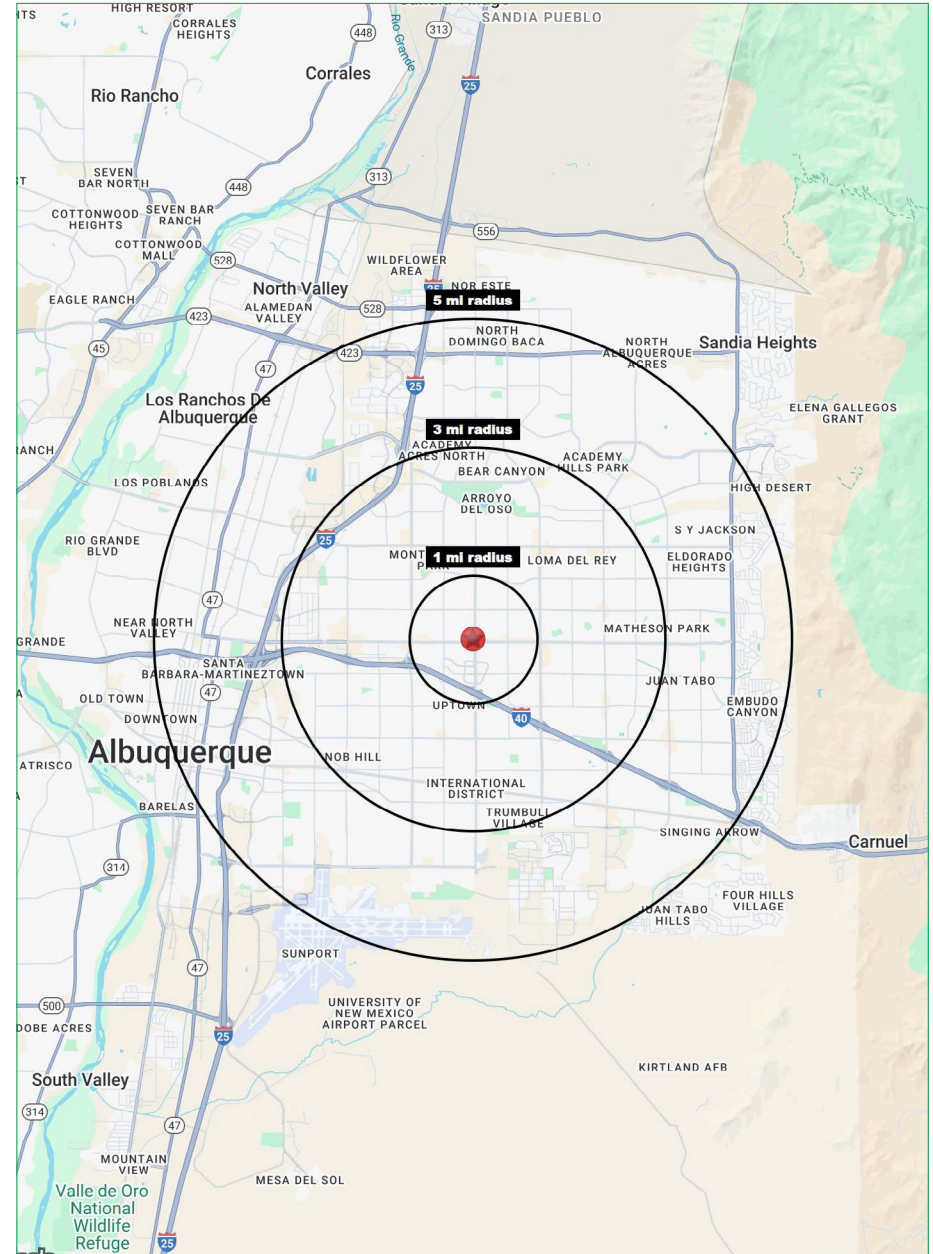 HIGH RESORT
CORRALES
HEIGHTS
448
313
Rio Grande
SANDIA PUEBLO
25
Corrales
Rio Rancho
SEVEN
BAR NORTH
448
313
COTTONWOOD
HEIGHTS
SEVEN BAR
RANCH
COTTONWOOD
MALL
528
556
WILDFLOWER
AREA
25
NOR ESTE
North Valley
5 mi radius
EAGLE RANCH
ALAMEDAN
VALLEY
528
423
NORTH
DOMINGO BACA
NORTH
ALBUQUERQUE
ACRES
Sandia Heights
45
423
47
25
Los Ranchos De
Albuquerque
ELENA GALLEGOS
GRANT
3 mi radius
RANCH
ACADEMY
ACRES NORTH
BEAR CANYON
ACADEMY
HILLS PARK
LOS POBLANOS
HIGH DESERT
ARROYO
DEL OSO
RIO GRANDE
BLVD
25
S Y JACKSON
MONT
1 mi radius
LOMA DEL REY
ELDORADO
HEIGHTS
47
NEAR NORTH
VALLEY
MATHESON PARK
GRANDE
SANTA
BARBARA-MARTINEZTOWN
JUAN TABO
OLD TOWN
47
UPTOWN
40
EMBUDO
CANYON
DOWNTOWN
Albuquerque
ATRISCO
NOB HILL
INTERNATIONAL
DISTRICT
BARELAS
TRUMBULL
VILLAGE
SINGING ARROW
Carnuel
314
FOUR HILLS
VILLAGE
JUAN TABO
HILLS
SUNPORT
47
500
UNIVERSITY OF
NEW MEXICO
AIRPORT PARCEL
DOBE ACRES
25
KIRTLAND AFB
South Valley
314
47
MOUNTAIN
VIEW
MESA DEL SOL
Valle de Oro
National
Wildlife
Refuge
25